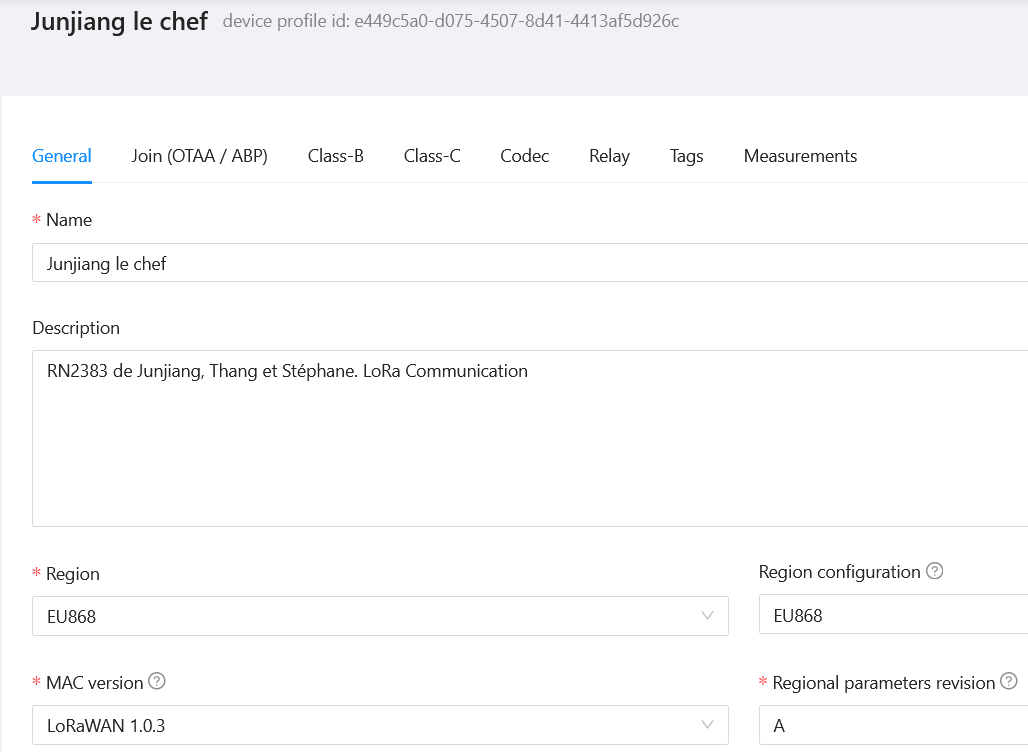 Junjiang le chef device profile id: e449c5a0-d075-4507-8d41-4413af5d926c
General Join (OTAA / ABP) Class-B Class-C Codec Relay Tags Measurements
* Name
Junjiang le chef
Description
RN2383 de Junjiang, Thang et Stéphane. LoRa Communication
* Region Region configuration ?
EU868 EU868
* MAC version ? * Regional parameters revision ?
LoRaWAN 1.0.3 A